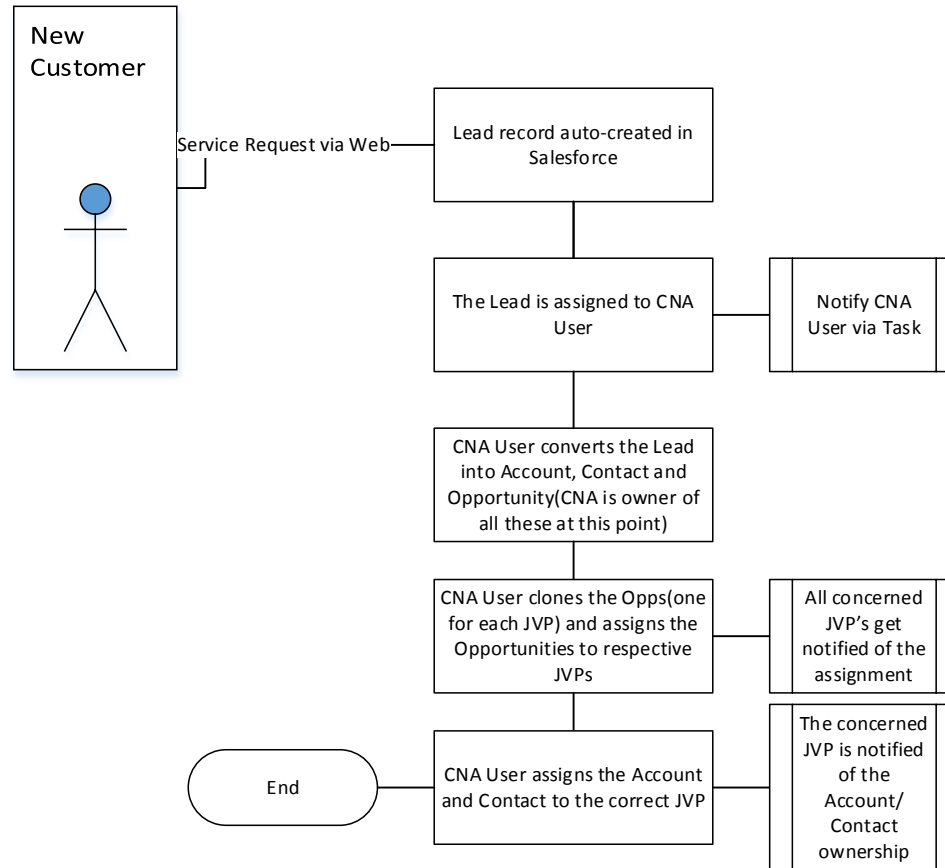 New
Customer
Service Request via Web
Lead record auto-created in
Salesforce
The Lead is assigned to CNA
User
Notify CNA
User via Task
CNA User converts the Lead
into Account, Contact and
Opportunity(CNA is owner of
all these at this point)
CNA User clones the Opps(one
for each JVP) and assigns the
Opportunities to respective
JVPs
All concerned
JVP's get
notified of the
assignment
CNA User assigns the Account
and Contact to the correct JVP
The concerned
JVP is notified
of the
Account/
Contact
ownership
End